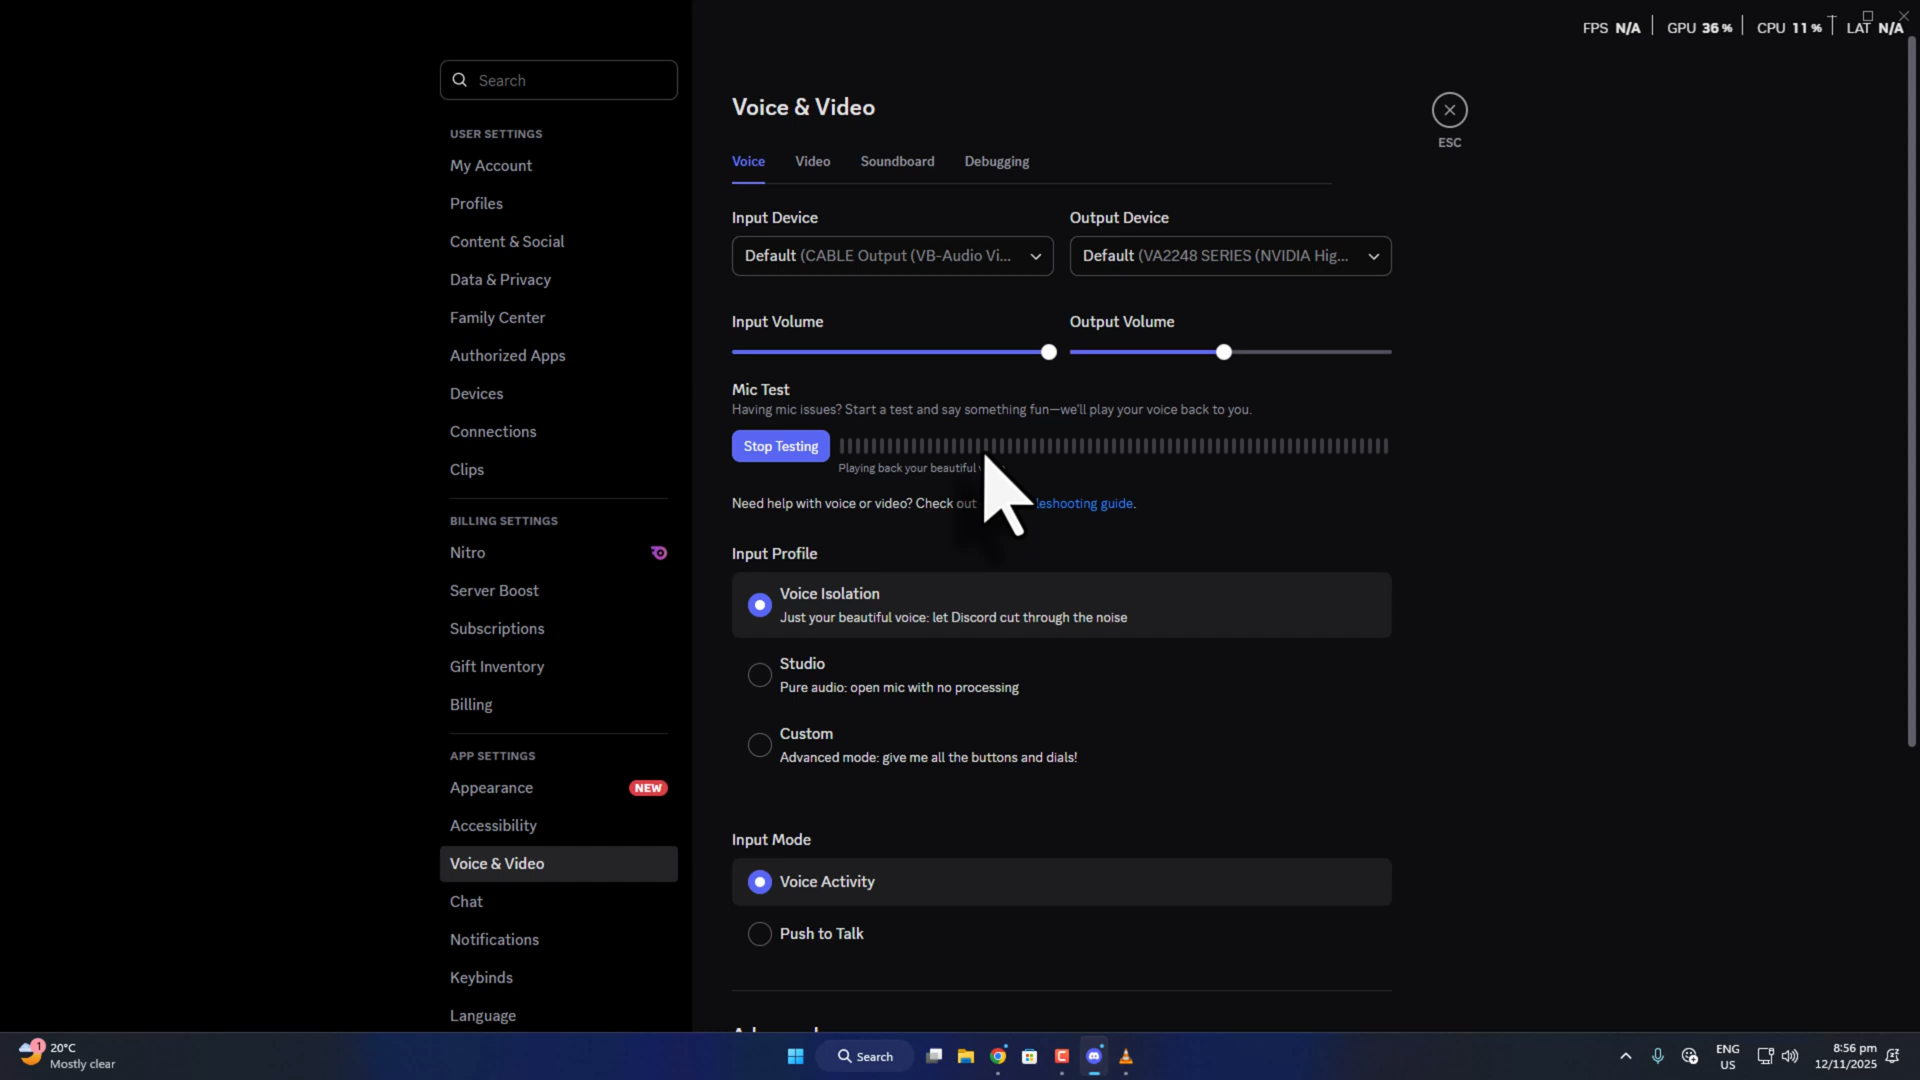 FPS N/A GPU 36 % CPU 11 % LAT N/A
Search
USER SETTINGS
My Account
Profiles
Content & Social
Data & Privacy
Family Center
Authorized Apps
Devices
Connections
Clips
BILLING SETTINGS
Nitro
Server Boost
Subscriptions
Gift Inventory
Billing
APP SETTINGS
Appearance NEW
Accessibility
Voice & Video
Chat
Notifications
Keybinds
Language
Voice & Video
ESC
Voice Video Soundboard Debugging
Input Device Output Device
Default (CABLE Output (VB-Audio Vi... Default (VA2248 SERIES (NVIDIA Hig...
Input Volume Output Volume
Mic Test
Having mic issues? Start a test and say something fun—we'll play your voice back to you.
Stop Testing
Playing back your beautiful
Need help with voice or video? Check out leshooting guide.
Input Profile
Voice Isolation
Just your beautiful voice: let Discord cut through the noise
Studio
Pure audio: open mic with no processing
Custom
Advanced mode: give me all the buttons and dials!
Input Mode
Voice Activity
Push to Talk
1 20°C
Mostly clear
Search
ENG
US
8:56 pm
12/11/2025